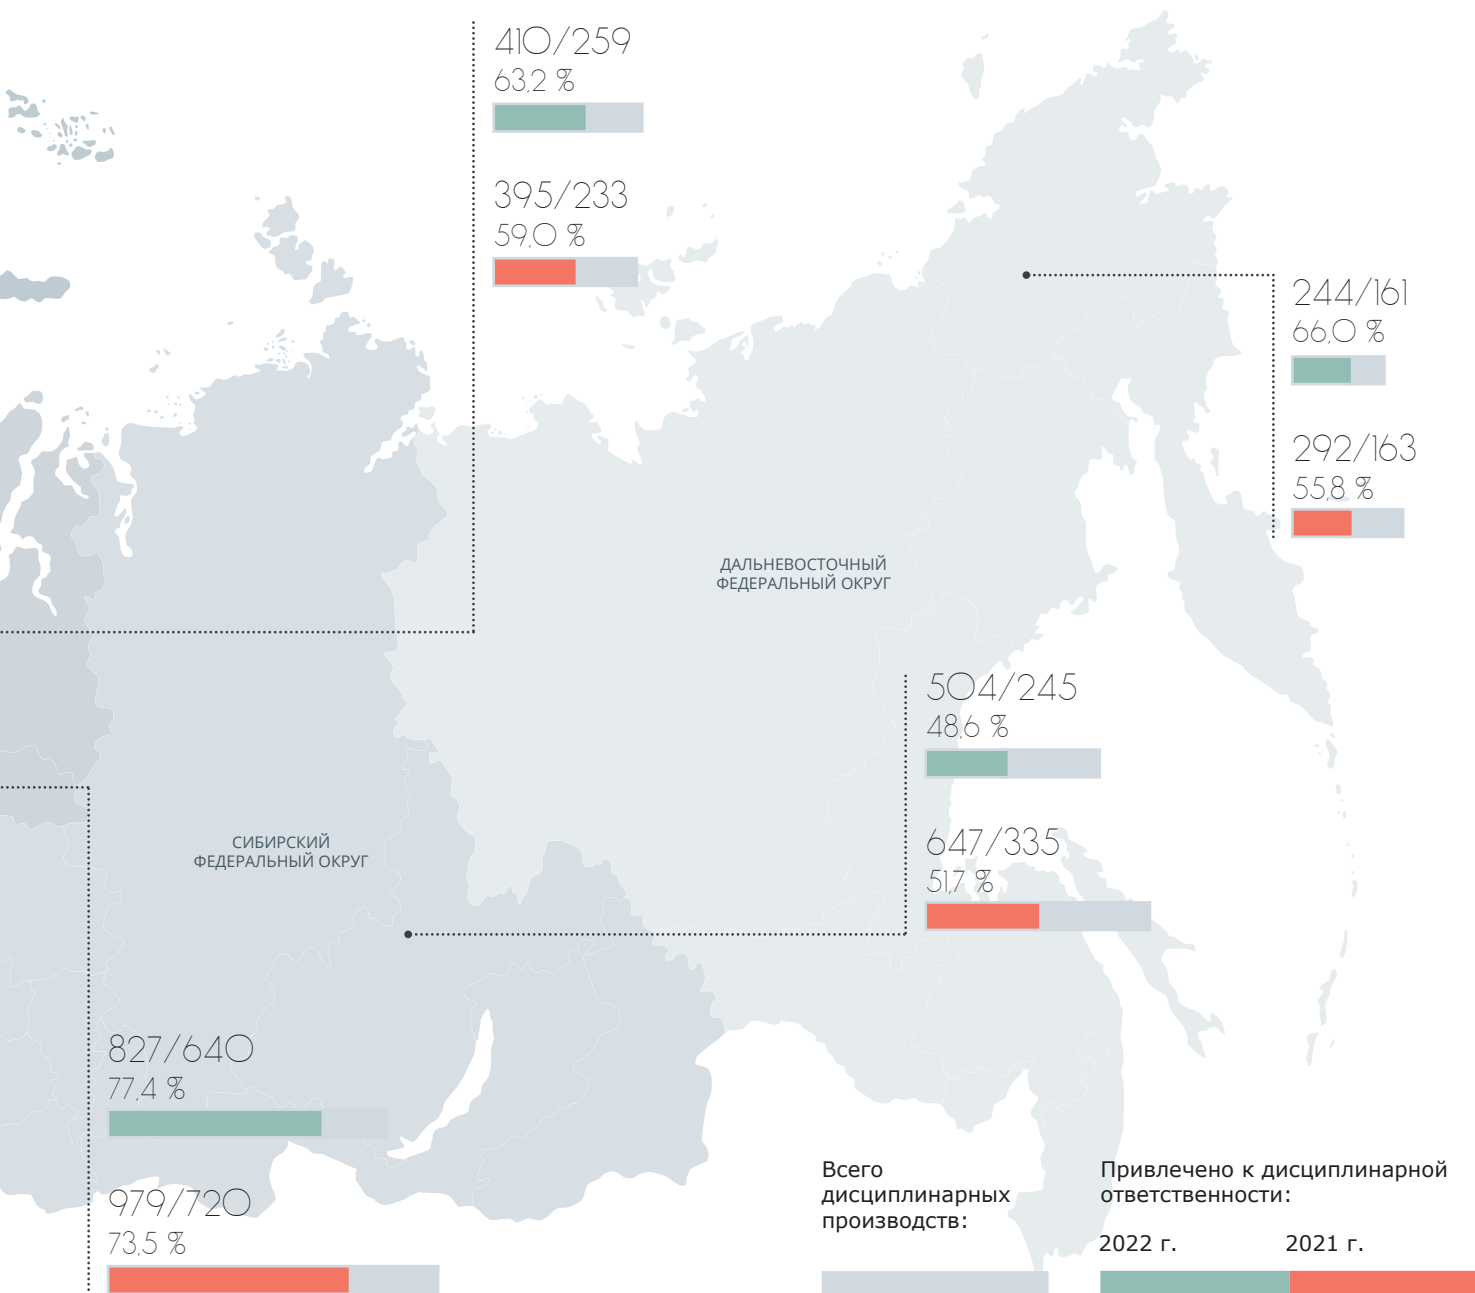 410/259
63,2 %
395/233
59,0 %
244/161
66,0 %
292/163
55,8 %
ДАЛЬНЕВОСТОЧНЫЙ
ФЕДЕРАЛЬНЫЙ ОКРУГ
504/245
48,6 %
647/335
51,7 %
СИБИРСКИЙ
ФЕДЕРАЛЬНЫЙ ОКРУГ
827/640
77,4 %
979/720
73,5 %
Всего
дисциплинарных
производств:
Привлечено к дисциплинарной
ответственности:
2022 г.
2021 г.